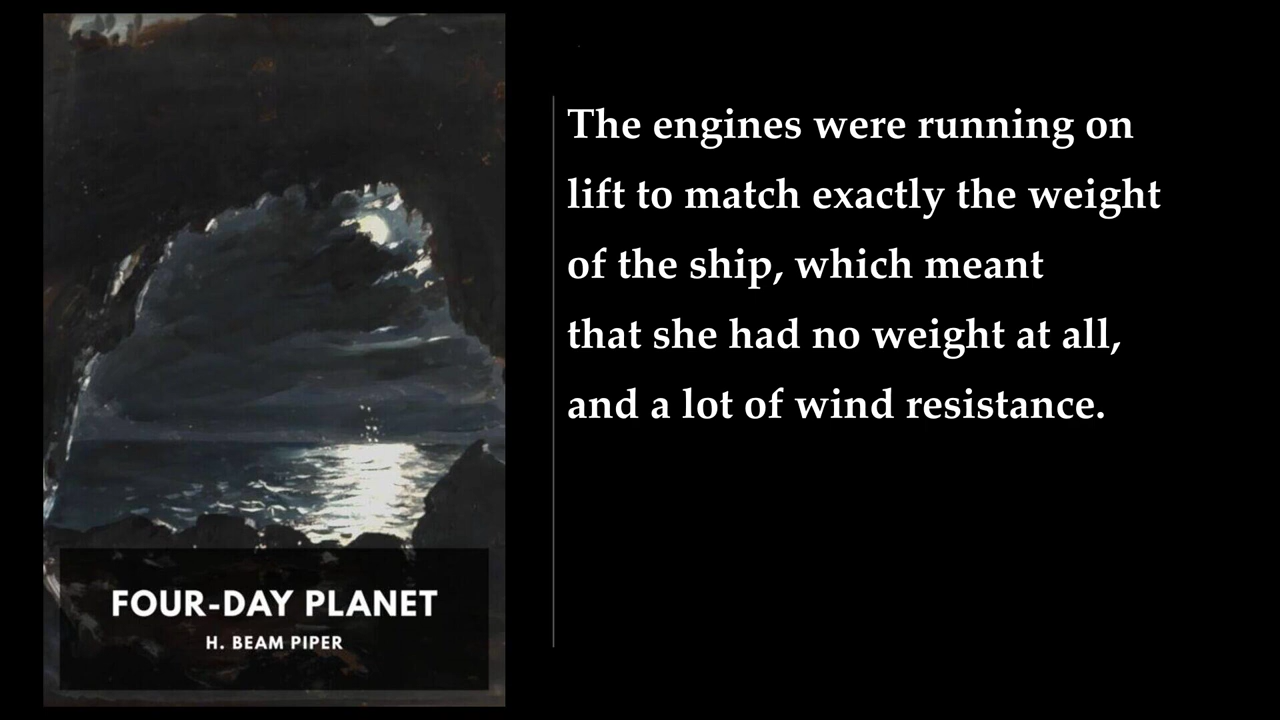 The engines were running on
lift to match exactly the weight
of the ship, which meant
that she had no weight at all,
and a lot of wind resistance.
FOUR-DAY PLANET
H. BEAM PIPER